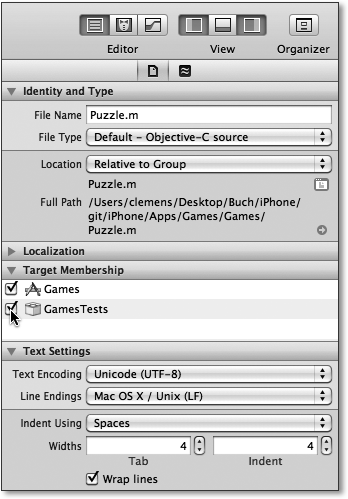 Editor View Organizer
Identity and Type
File Name Puzzle.m
File Type Default - Objective-C source
Location Relative to Group
Puzzle.m
Full Path /Users/clemens/Desktop/Buch/iPhone/
git/iPhone/Apps/Games/Games/
Puzzle.m
Localization
Target Membership
Games
GamesTests
Text Settings
Text Encoding Unicode (UTF-8)
Line Endings Mac OS X / Unix (LF)
Indent Using Spaces
Widths 4 4
Tab Indent
Wrap lines